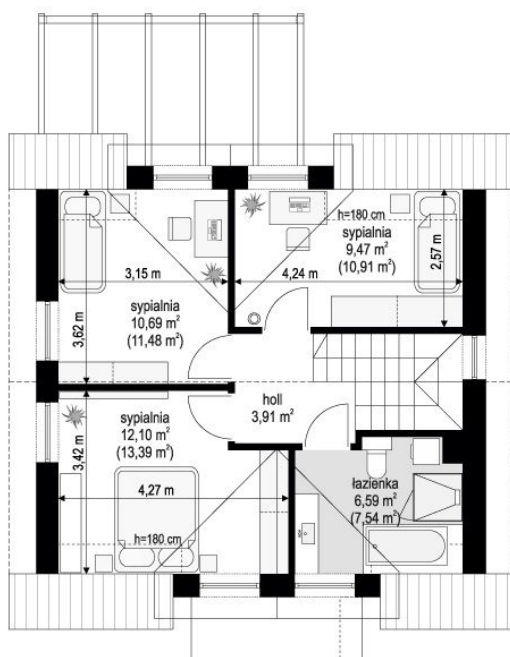 h=180 cm
sypialnia
9,47 m²
(10,91 m²)
2,57 m
3,15 m
4,24 m
sypialnia
10,69 m²
(11,48 m²)
3,62 m
holl
3,91 m²
sypialnia
12,10 m²
(13,39 m²)
3,42 m
4,27 m
h=180 cm
łazienka
6,59 m²
(7,54 m²)